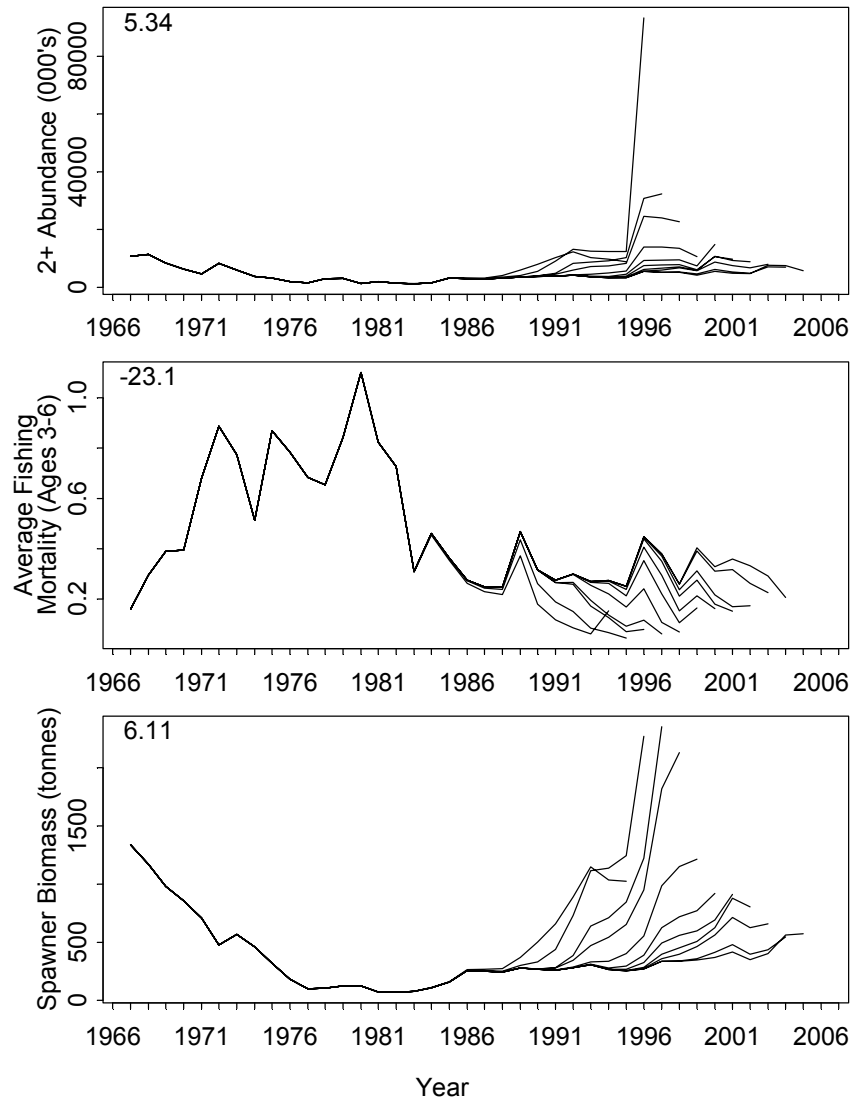 5.34
2+ Abundance (000's)
80000
40000
0
1966 1971 1976 1981 1986 1991 1996 2001 2006
-23.1
Average Fishing
Mortality (Ages 3-6)
1.0
0.6
0.2
1966 1971 1976 1981 1986 1991 1996 2001 2006
6.11
Spawner Biomass (tonnes)
1500
500
0
1966 1971 1976 1981 1986 1991 1996 2001 2006
Year